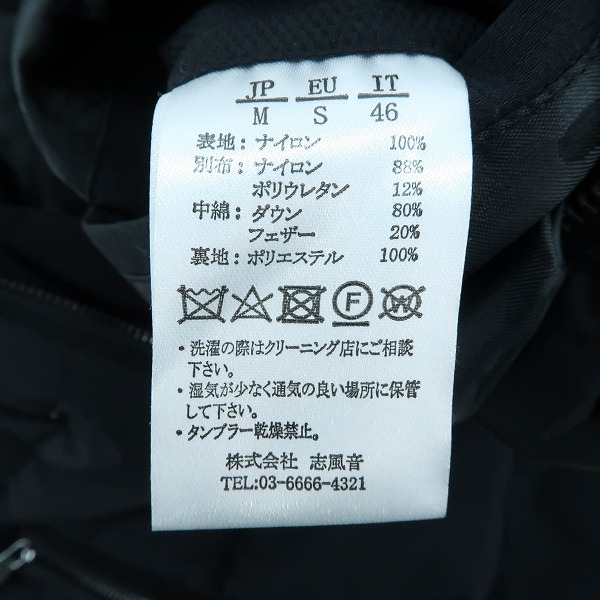 JP EU IT
M S 46
表地：ナイロン 100%
別布：ナイロン 88%
ポリウレタン 12%
中綿：ダウン 80%
フェザー 20%
裏地：ポリエステル 100%
F W
・洗濯の際はクリーニング店にご相談
下さい。
・湿気が少なく通気の良い場所に保管
して下さい。
・タンブラー乾燥禁止。
株式会社 志風音
TEL:03-6666-4321